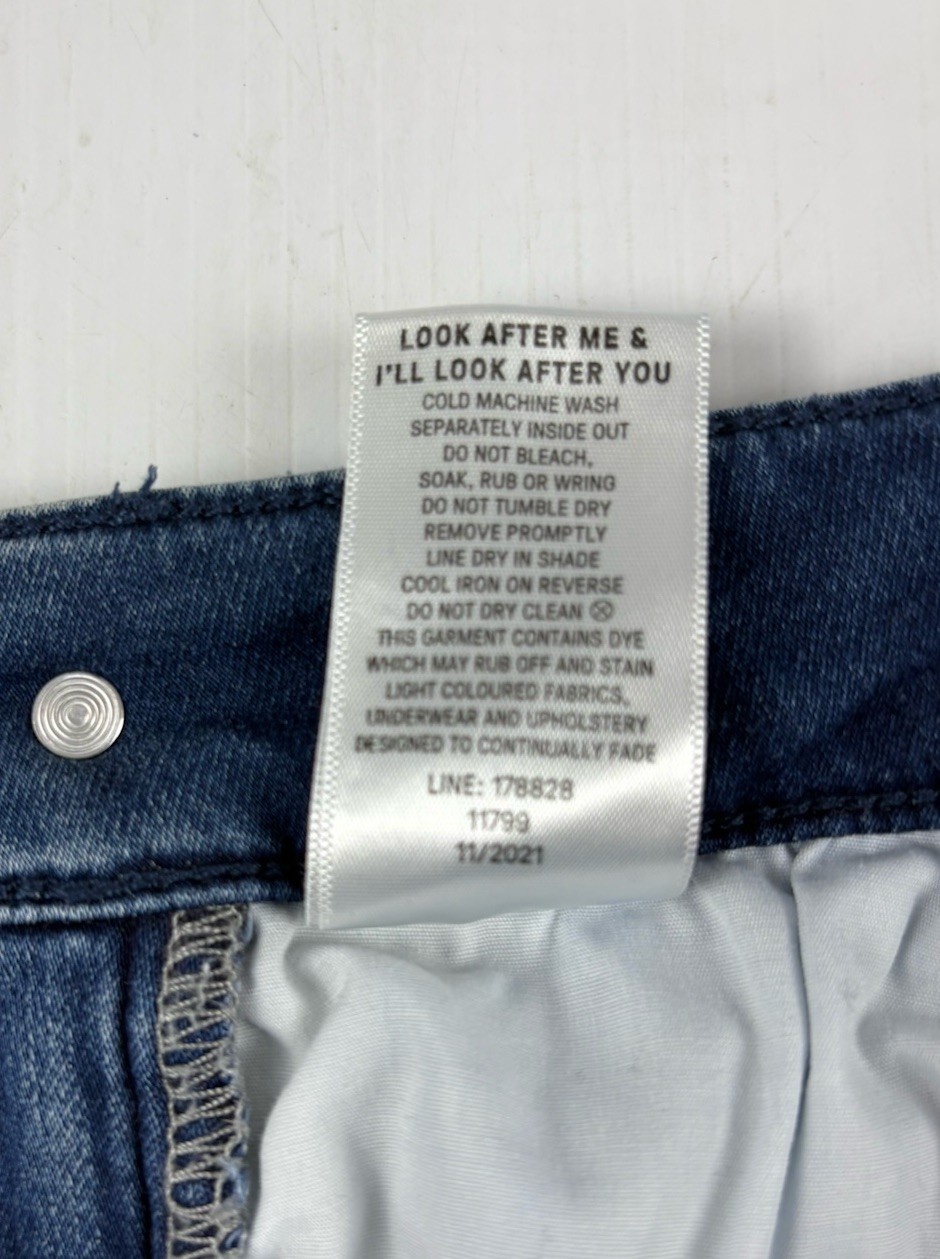 LOOK AFTER ME &
I'LL LOOK AFTER YOU
COLD MACHINE WASH
SEPARATELY INSIDE OUT
DO NOT BLEACH,
SOAK, RUB OR WRING
DO NOT TUMBLE DRY
REMOVE PROMPTLY
LINE DRY IN SHADE
COOL IRON ON REVERSE
DO NOT DRY CLEAN
THIS GARMENT CONTAINS DYE
WHICH MAY RUB OFF AND STAIN
LIGHT COLOURED FABRICS,
UNDERWEAR AND UPHOLSTERY
DESIGNED TO CONTINUALLY FADE
LINE: 178828
11799
11/2021